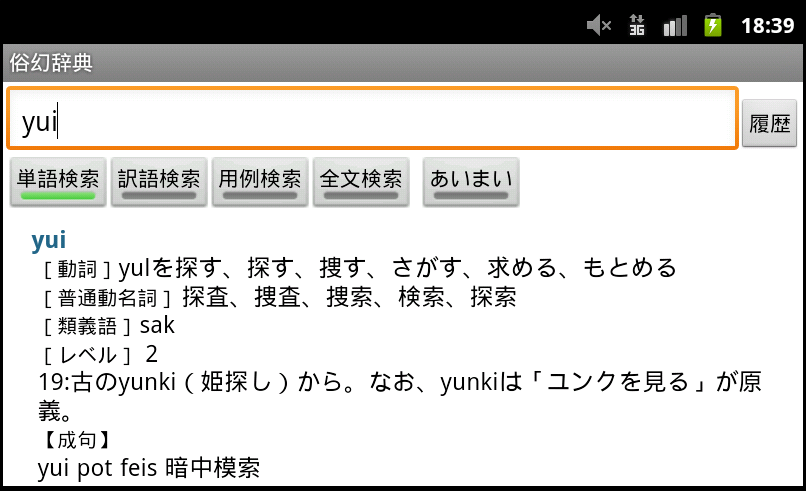 3G 18:39
俗幻辞典
yui 履歴
単語検索 訳語検索 用例検索 全文検索 あいまい
yui
[動詞] yulを探す、探す、捜す、さがす、求める、もとめる
[普通動名詞] 探査、捜査、捜索、検索、探索
[類義語] sak
[レベル] 2
19:古のyunki（姫探し）から。なお、yunkiは「ユンクを見る」が原
義。
【成句】
yui pot feis 暗中模索